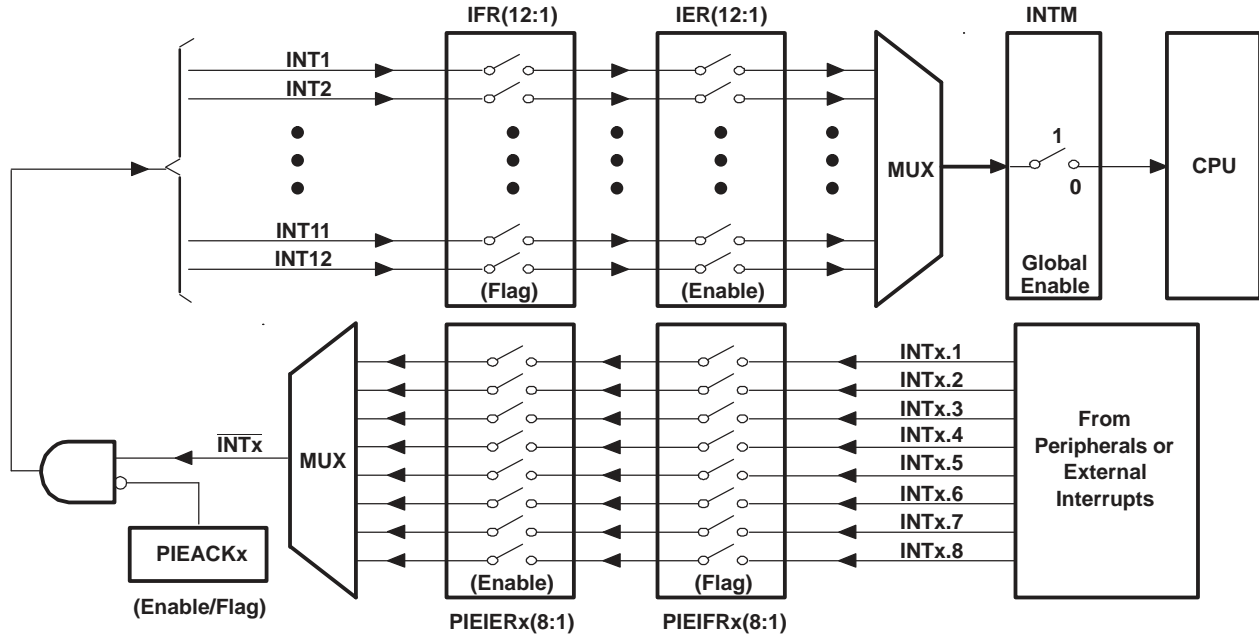 IFR(12:1)
IER(12:1)
INTM
INT1
INT2
INT11
INT12
(Flag)
(Enable)
MUX
1
0
Global
Enable
CPU
INTx.1
INTx.2
INTx.3
INTx.4
INTx.5
INTx.6
INTx.7
INTx.8
From
Peripherals or
External
Interrupts
INTx
MUX
PIEACKx
(Enable/Flag)
(Enable)
(Flag)
PIEIERx(8:1)
PIEIFRx(8:1)